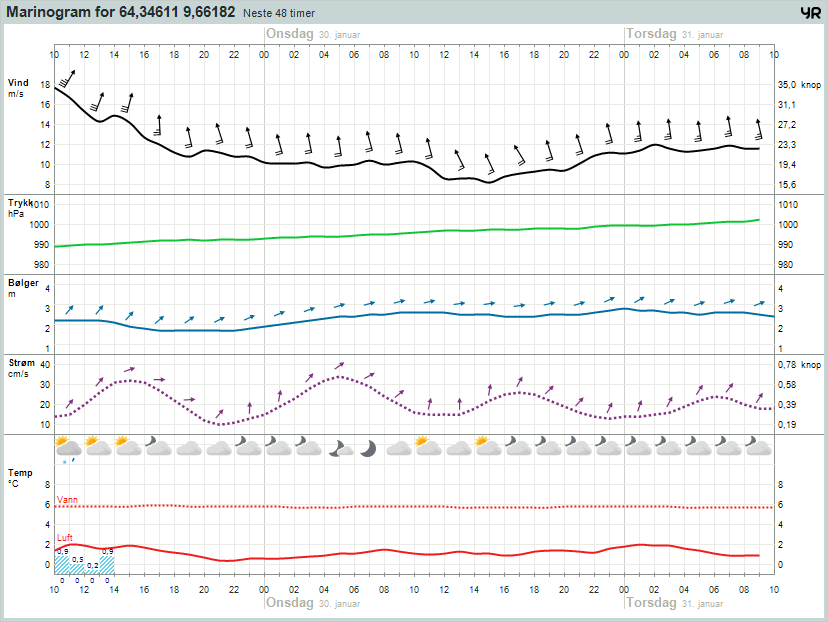 Marinogram for 64,34611 9,66182 Neste 48 timer
YR
Onsdag 30. januar Torsdag 31. januar
10 12 14 16 18 20 22 00 02 04 06 08 10 12 14 16 18 20 22 00 02 04 06 08 10
Vind
m/s
18 35,0 knop
16 31,1
14 27,2
12 23,3
10 19,4
8 15,6
Trykk
hPa
1010 1010
1000 1000
990 990
980 980
Bølger
m
4 4
3 3
2 2
1 1
Strøm
cm/s
40 0,78 knop
30 0,58
20 0,39
10 0,19
Temp
°C
8 8
6 6
Vann
4 4
Luft
2 2
0,9 0,5 0,2 0,9
0 0
0 0 0 0
10 12 14 16 18 20 22 00 02 04 06 08 10 12 14 16 18 20 22 00 02 04 06 08 10
Onsdag 30. januar Torsdag 31. januar